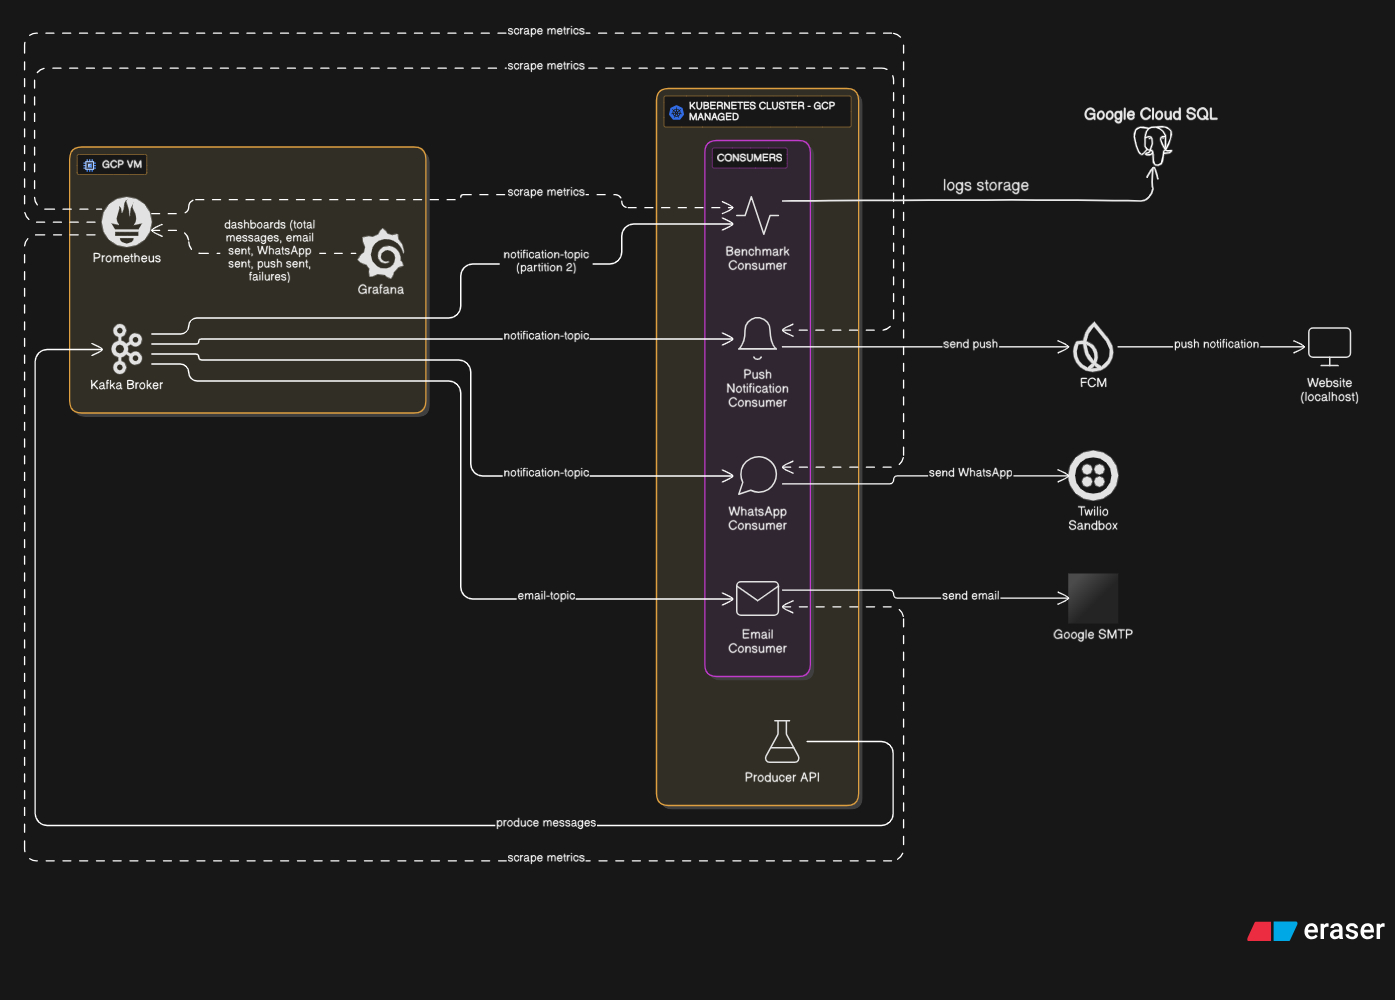 scrape metrics
scrape metrics
KUBERNETES CLUSTER - GCP
MANAGED
Google Cloud SQL
GCP VM
CONSUMERS
scrape metrics
logs storage
dashboards (total
messages, email
sent, WhatsApp
sent, push sent,
failures)
Prometheus
Grafana
notification-topic
(partition 2)
Benchmark
Consumer
notification-topic
send push
push notification
Kafka Broker
Push
Notification
Consumer
FCM
Website
(localhost)
notification-topic
send WhatsApp
WhatsApp
Consumer
Twilio
Sandbox
email-topic
send email
Email
Consumer
Google SMTP
Producer API
produce messages
scrape metrics
eraser